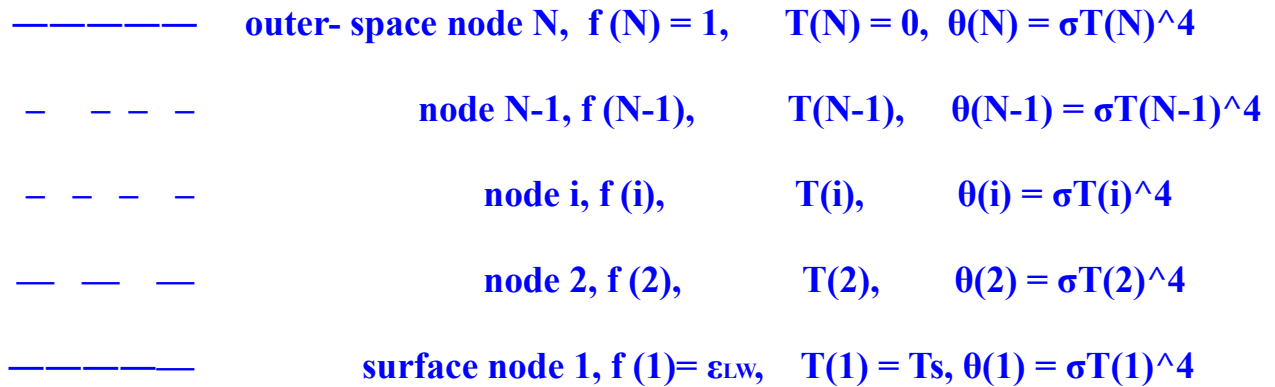 outer- space node N, f (N) = 1, T(N) = 0, θ(N) = σT(N)^4
node N-1, f (N-1), T(N-1), θ(N-1) = σT(N-1)^4
node i, f (i), T(i), θ(i) = σT(i)^4
node 2, f (2), T(2), θ(2) = σT(2)^4
surface node 1, f (1)= εLW, T(1) = Ts, θ(1) = σT(1)^4